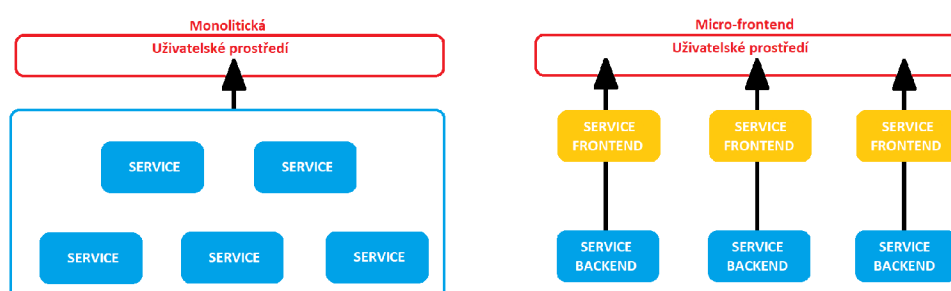 Monolitická
Uživatelské prostředí
SERVICE
SERVICE
SERVICE
SERVICE
SERVICE
Micro-frontend
Uživatelské prostředí
SERVICE
FRONTEND
SERVICE
FRONTEND
SERVICE
FRONTEND
SERVICE
BACKEND
SERVICE
BACKEND
SERVICE
BACKEND